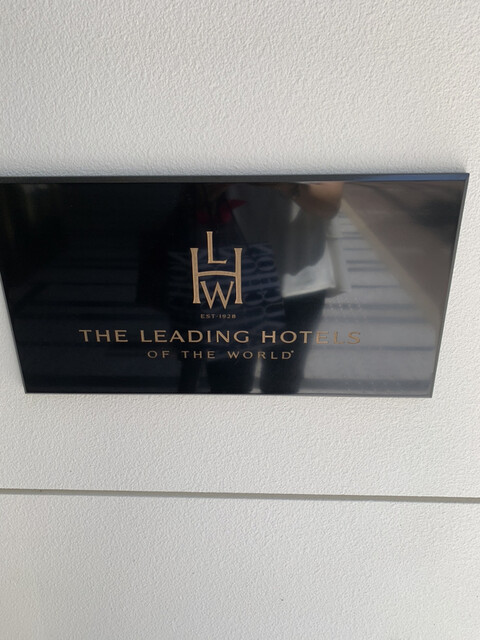 LHW
EST·1928
THE LEADING HOTELS
OF THE WORLD®